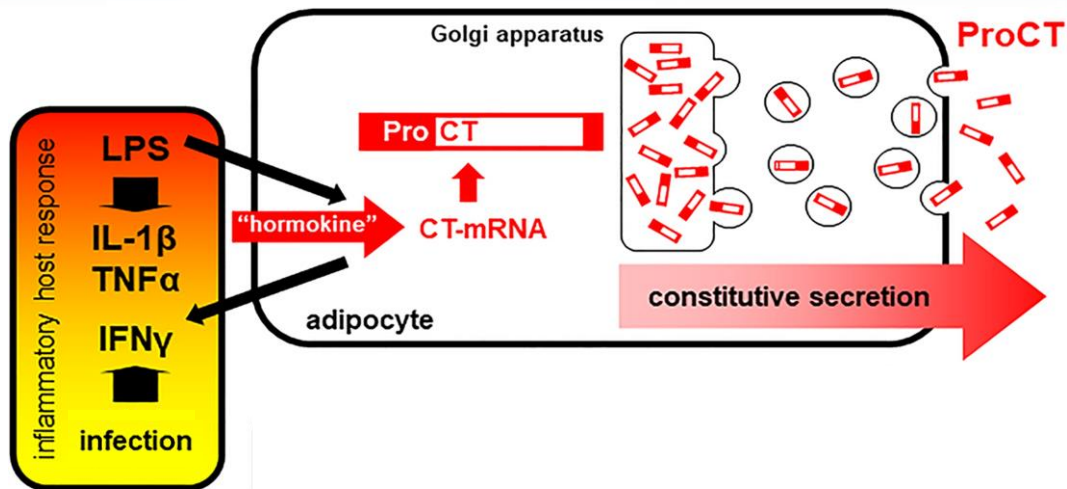 Golgi apparatus
ProCT
inflammatory host response
LPS
IL-1β
TNFα
IFNγ
infection
Pro CT
"hormokine"
CT-mRNA
adipocyte
constitutive secretion